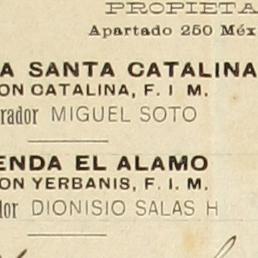 PROPIETA
Apartado 250 Méx
A SANTA CATALINA
ON CATALINA, F. I M.
rador MIGUEL SOTO
ENDA EL ALAMO
ON YERBANIS, F. I. M.
dor DIONISIO SALAS H